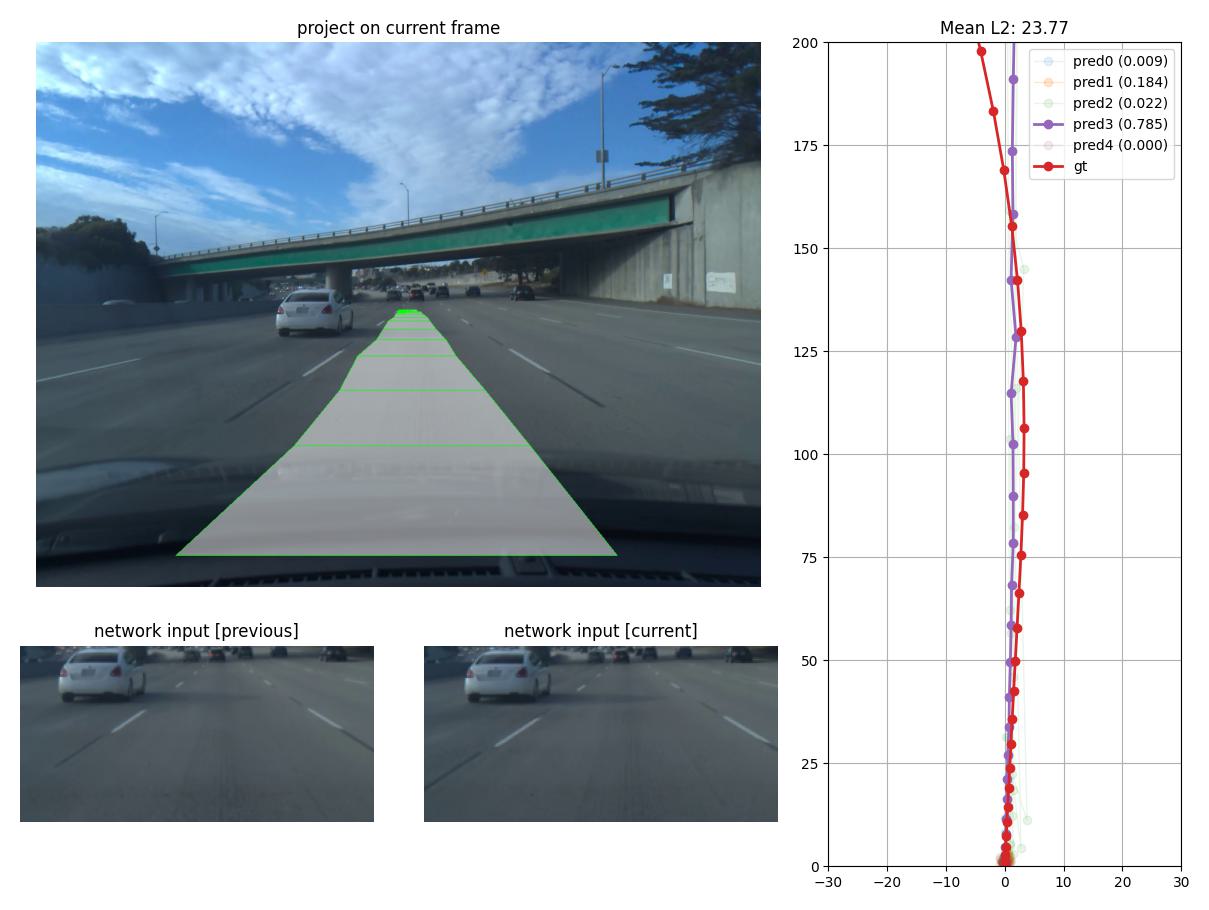 project on current frame
Mean L2: 23.77
200
175
150
125
100
75
50
25
0
−30
−20
−10
0
10
20
30
pred0 (0.009)
pred1 (0.184)
pred2 (0.022)
pred3 (0.785)
pred4 (0.000)
gt
network input [previous]
network input [current]